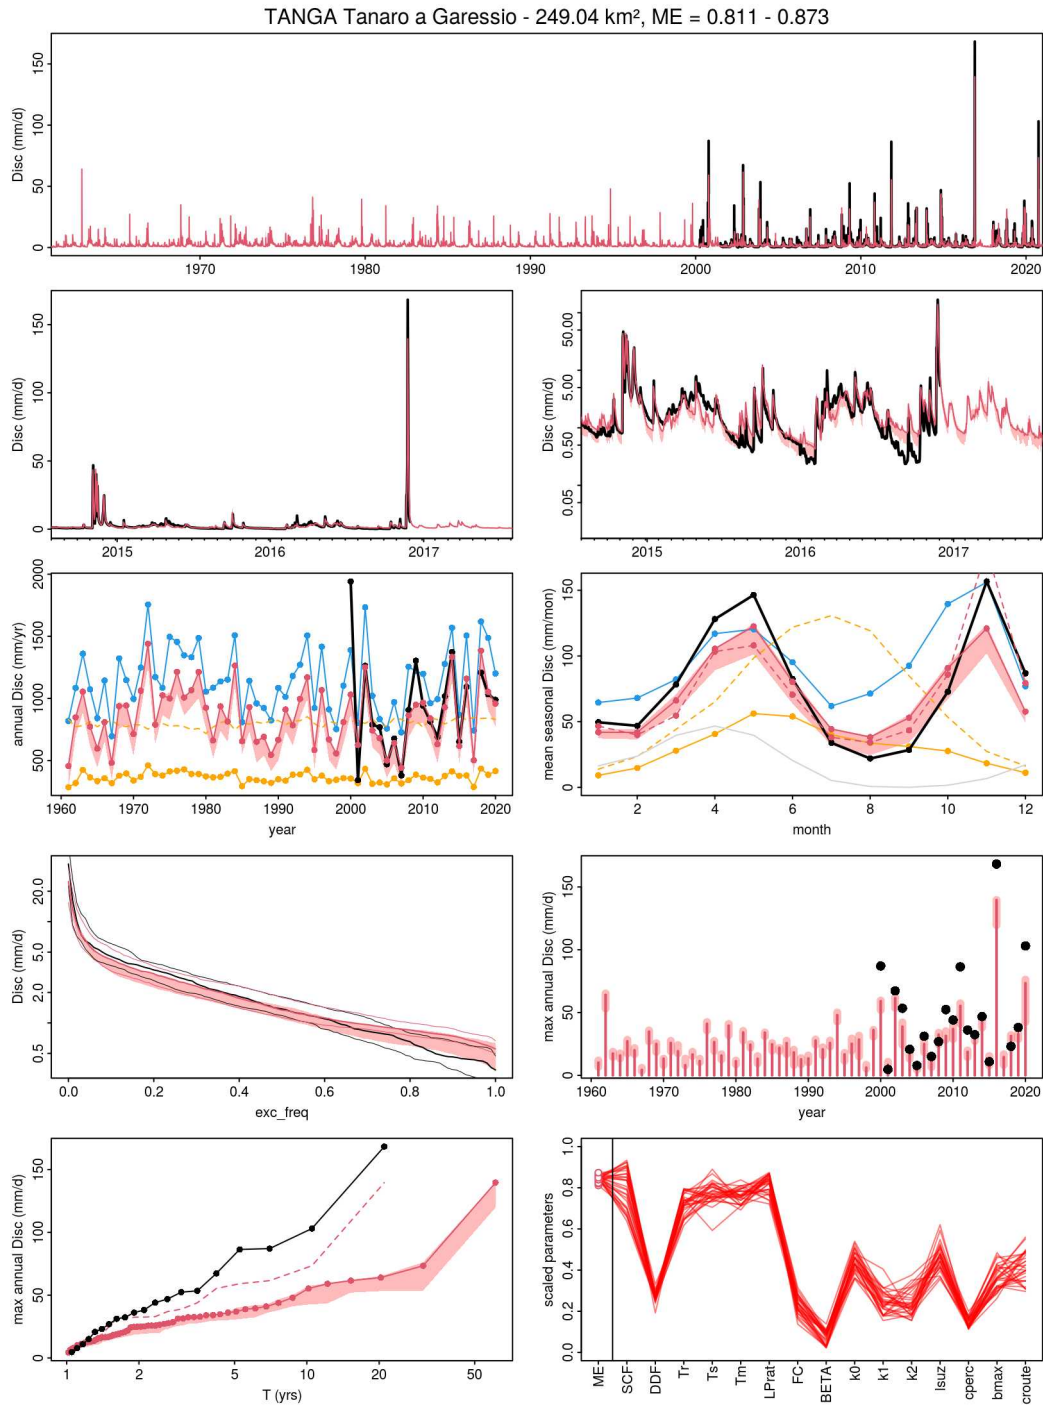 TANGA Tanaro a Garessio - 249.04 km², ME = 0.811 - 0.873
Disc (mm/d)
0 50 100 150
1970 1980 1990 2000 2010 2020
Disc (mm/d)
0 50 100 150
2015 2016 2017
Disc (mm/d)
0.05 0.50 5.00 50.00
2015 2016 2017
annual Disc (mm/yr)
500 1000 1500 2000
1960 1970 1980 1990 2000 2010 2020
year
mean seasonal Disc (mm/mon)
0 50 100 150
2 4 6 8 10 12
month
Disc (mm/d)
0.5 2.0 5.0 20.0
0.0 0.2 0.4 0.6 0.8 1.0
exc_freq
max annual Disc (mm/d)
0 50 100 150
1960 1970 1980 1990 2000 2010 2020
year
max annual Disc (mm/d)
0 50 100 150
1 2 5 10 20 50
T (yrs)
scaled parameters
0.0 0.2 0.4 0.6 0.8 1.0
ME SCF DDF Tr Ts Tm LPrat FC BETA k0 k1 k2 lsuz cperc bmax croute